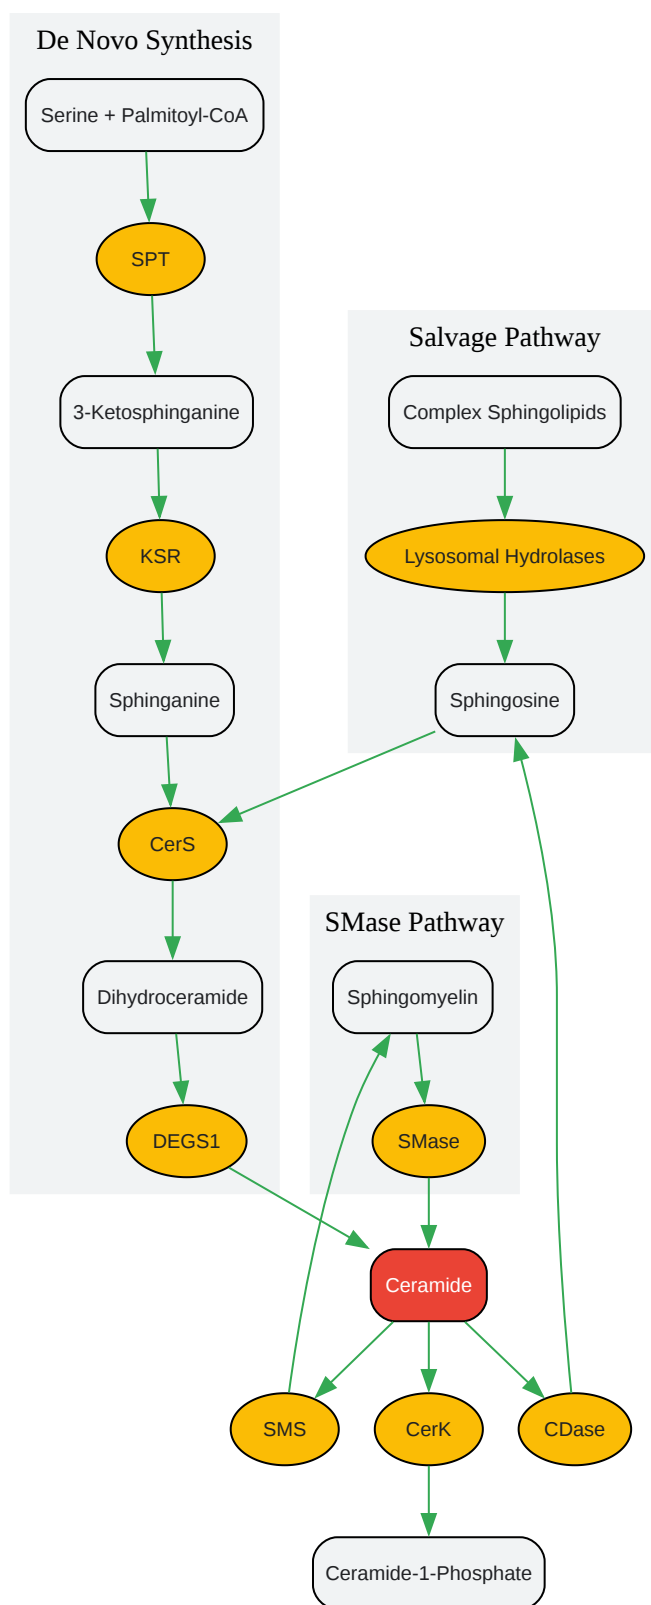 De Novo Synthesis
Serine + Palmitoyl-CoA
SPT
3-Ketosphinganine
KSR
Sphinganine
CerS
Dihydroceramide
DEGS1
Salvage Pathway
Complex Sphingolipids
Lysosomal Hydrolases
Sphingosine
SMase Pathway
Sphingomyelin
SMase
Ceramide
SMS
CerK
CDase
Ceramide-1-Phosphate